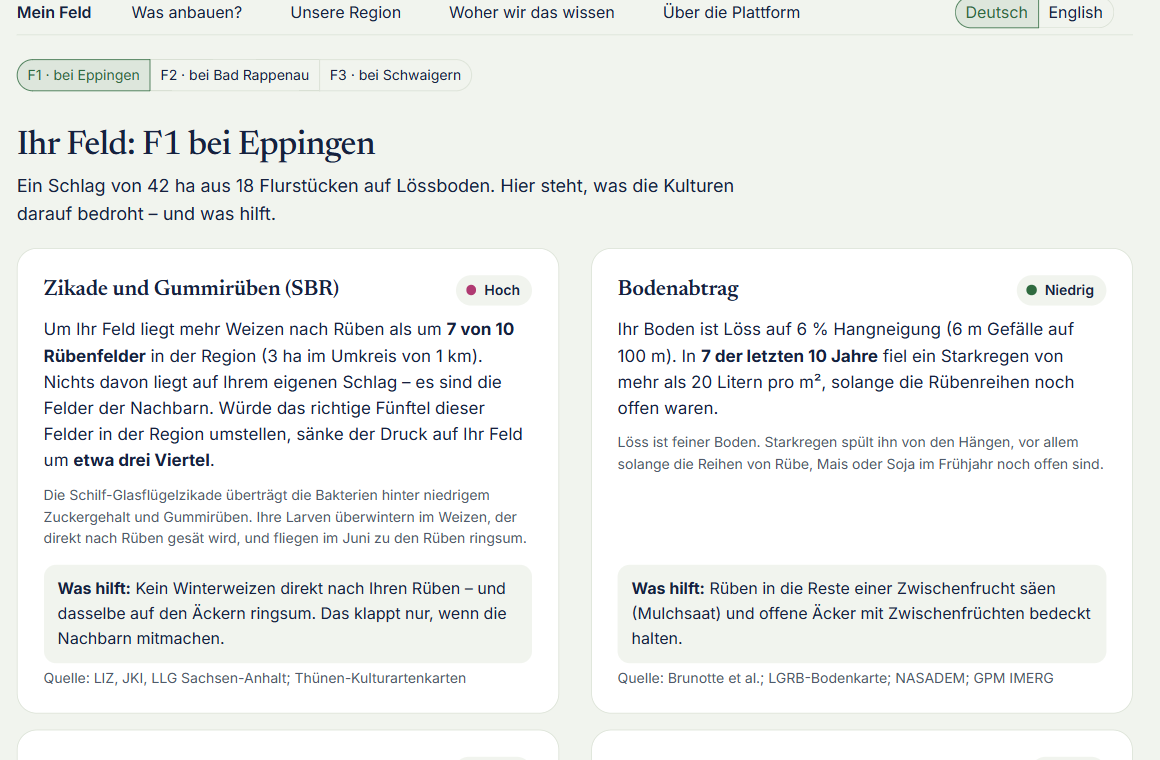 Mein Feld
Was anbauen?
Unsere Region
Woher wir das wissen
Über die Plattform
Deutsch
English
F1 · bei Eppingen
F2 · bei Bad Rappenau
F3 · bei Schwaigern
Ihr Feld: F1 bei Eppingen
Ein Schlag von 42 ha aus 18 Flurstücken auf Lössboden. Hier steht, was die Kulturen
darauf bedroht – und was hilft.
Zikade und Gummirüben (SBR)
Hoch
Um Ihr Feld liegt mehr Weizen nach Rüben als um 7 von 10
Rübenfelder in der Region (3 ha im Umkreis von 1 km).
Nichts davon liegt auf Ihrem eigenen Schlag – es sind die
Felder der Nachbarn. Würde das richtige Fünftel dieser
Felder in der Region umstellen, sänke der Druck auf Ihr Feld
um etwa drei Viertel.
Die Schilf-Glasflügelzikade überträgt die Bakterien hinter niedrigem
Zuckergehalt und Gummirüben. Ihre Larven überwintern im Weizen, der
direkt nach Rüben gesät wird, und fliegen im Juni zu den Rüben ringsum.
Was hilft: Kein Winterweizen direkt nach Ihren Rüben – und
dasselbe auf den Äckern ringsum. Das klappt nur, wenn die
Nachbarn mitmachen.
Quelle: LIZ, JKI, LLG Sachsen-Anhalt; Thünen-Kulturartenkarten
Bodenabtrag
Niedrig
Ihr Boden ist Löss auf 6 % Hangneigung (6 m Gefälle auf
100 m). In 7 der letzten 10 Jahre fiel ein Starkregen von
mehr als 20 Litern pro m², solange die Rübenreihen noch
offen waren.
Löss ist feiner Boden. Starkregen spült ihn von den Hängen, vor allem
solange die Reihen von Rübe, Mais oder Soja im Frühjahr noch offen sind.
Was hilft: Rüben in die Reste einer Zwischenfrucht säen
(Mulchsaat) und offene Äcker mit Zwischenfrüchten bedeckt
halten.
Quelle: Brunotte et al.; LGRB-Bodenkarte; NASADEM; GPM IMERG